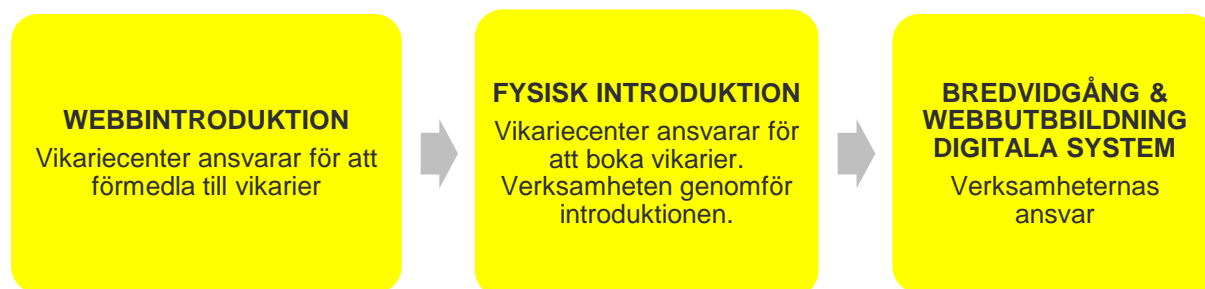 WEBBINTRODUKTION
Vikariecenter ansvarar för att
förmedla till vikarier
FYSISK INTRODUKTION
Vikariecenter ansvarar för
att boka vikarier.
Verksamheten genomför
introduktionen.
BREDVIDGÅNG &
WEBBUTBBILDNING
DIGITALA SYSTEM
Verksamheternas
ansvar